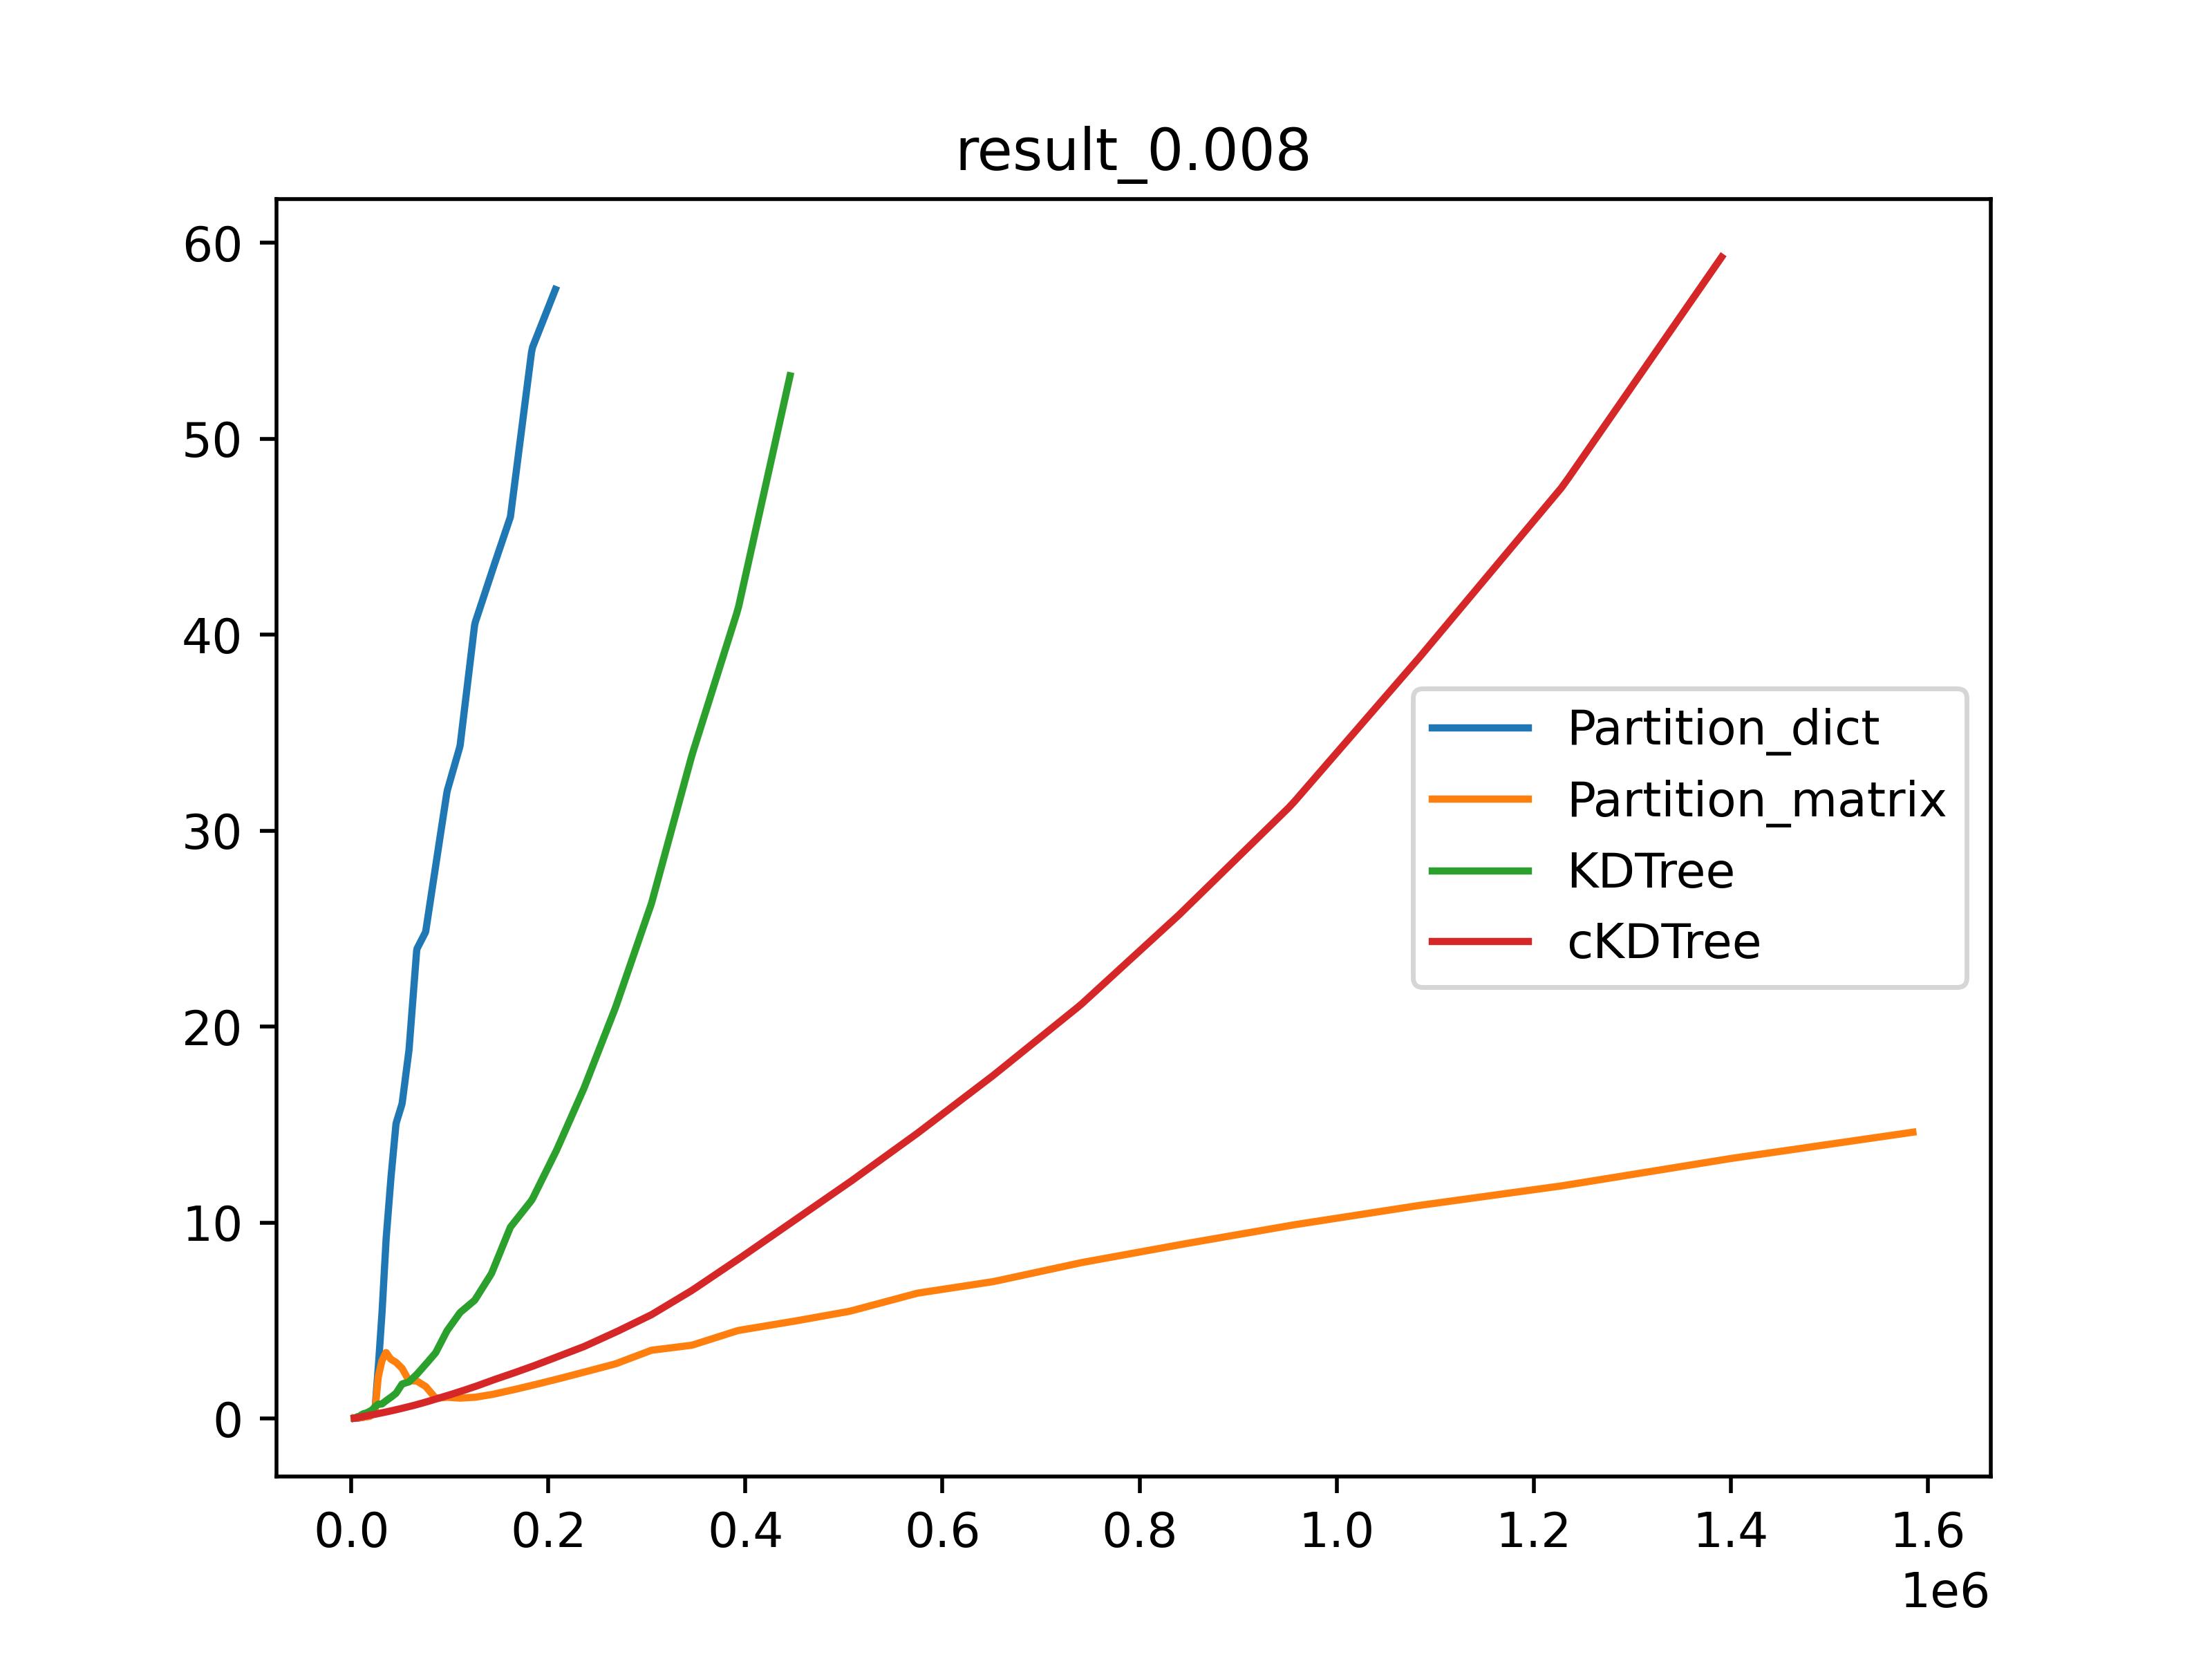 result_0.008
60
50
40
30
20
10
0
Partition_dict
Partition_matrix
KDTree
cKDTree
0.0 0.2 0.4 0.6 0.8 1.0 1.2 1.4 1.6
1e6